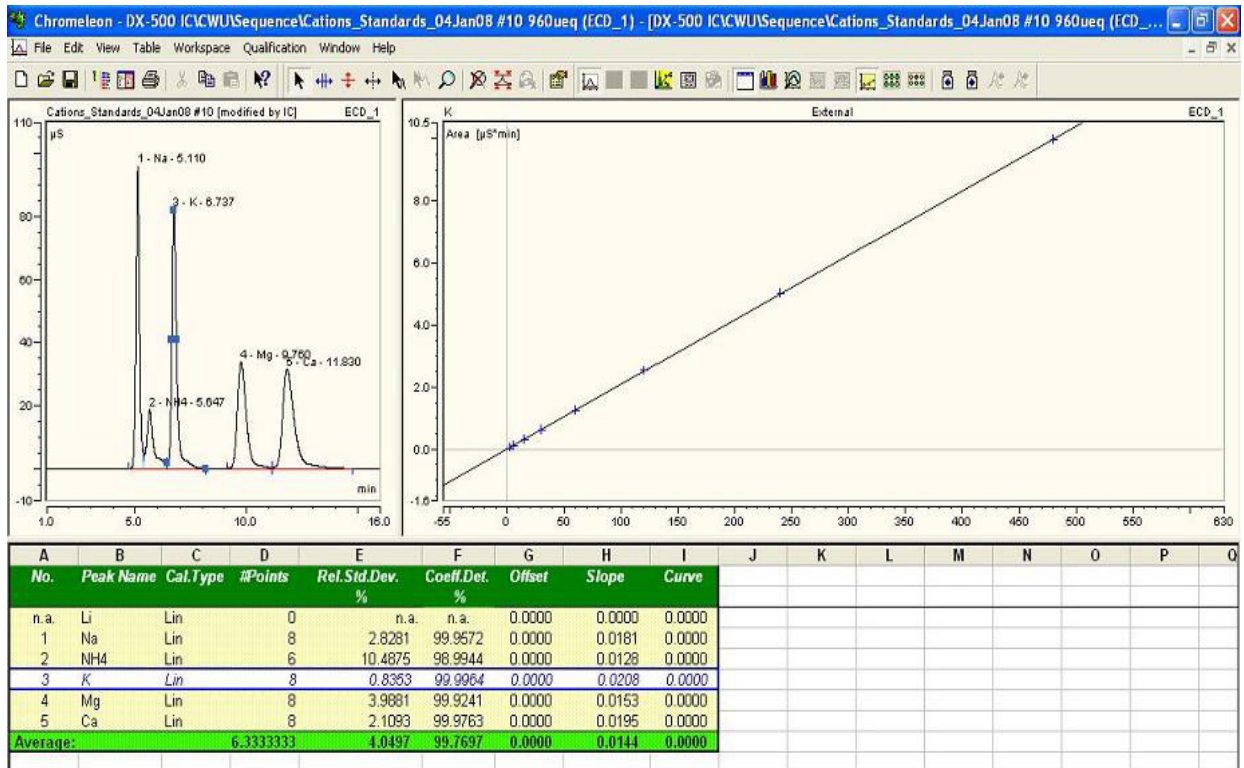 Chromeleon - DX-500 IC\CWU\Sequence\Cations_Standards_04Jan08 #10 960ueq (ECD_1) - [DX-500 IC\CWU\Sequence\Cations_Standards_04Jan08 #10 960ueq (ECD_...
File Edit View Table Workspace Qualification Window Help
Cations_Standards_04Jan08 #10 [modified by IC] ECD_1
110
µS
1 - Na - 5.110
3 - K - 6.737
80
60
40
4 - Mg - 9.760
5 - Ca - 11.830
2 - NH4 - 5.647
20
-10
min
1.0 5.0 10.0 16.0
K External ECD_1
10.5
Area [µS*min]
8.0
6.0
4.0
2.0
0.0
-1.6
-55 0 50 100 150 200 250 300 350 400 450 500 550 630
A B C D E F G H I J K L M N O P Q
No. Peak Name Cal.Type #Points Rel.Std.Dev. Coeff.Det. Offset Slope Curve
% %
n.a. Li Lin 0 n.a. n.a. 0.0000 0.0000 0.0000
1 Na Lin 8 2.8281 99.9572 0.0000 0.0181 0.0000
2 NH4 Lin 6 10.4875 98.9944 0.0000 0.0128 0.0000
3 K Lin 8 0.8353 99.9964 0.0000 0.0208 0.0000
4 Mg Lin 8 3.9881 99.9241 0.0000 0.0153 0.0000
5 Ca Lin 8 2.1093 99.9763 0.0000 0.0195 0.0000
Average: 6.3333333 4.0497 99.7697 0.0000 0.0144 0.0000